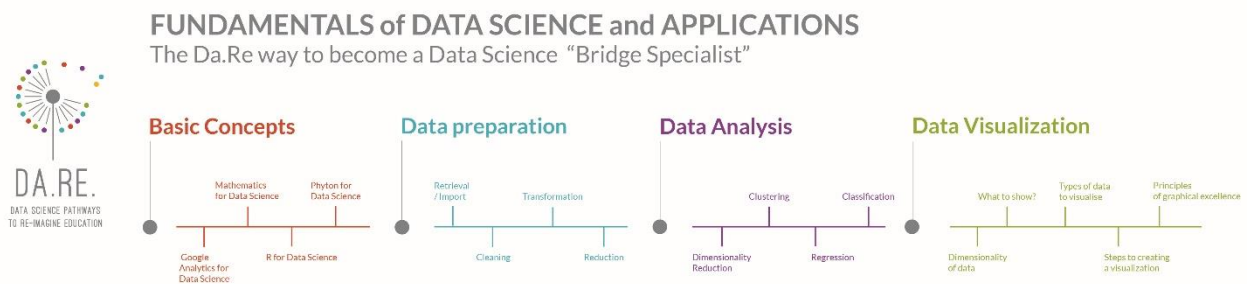 FUNDAMENTALS of DATA SCIENCE and APPLICATIONS
The Da.Re way to become a Data Science “Bridge Specialist”
DA.RE.
DATA SCIENCE PATHWAYS
TO RE-IMAGINE EDUCATION
Basic Concepts
Mathematics
for Data Science
Phyton for
Data Science
Google
Analytics for
Data Science
R for Data Science
Data preparation
Retrieval
/ Import
Transformation
Cleaning
Reduction
Data Analysis
Clustering
Classification
Dimensionality
Reduction
Regression
Data Visualization
What to show?
Types of data
to visualise
Principles
of graphical excellence
Dimensionality
of data
Steps to creating
a visualization